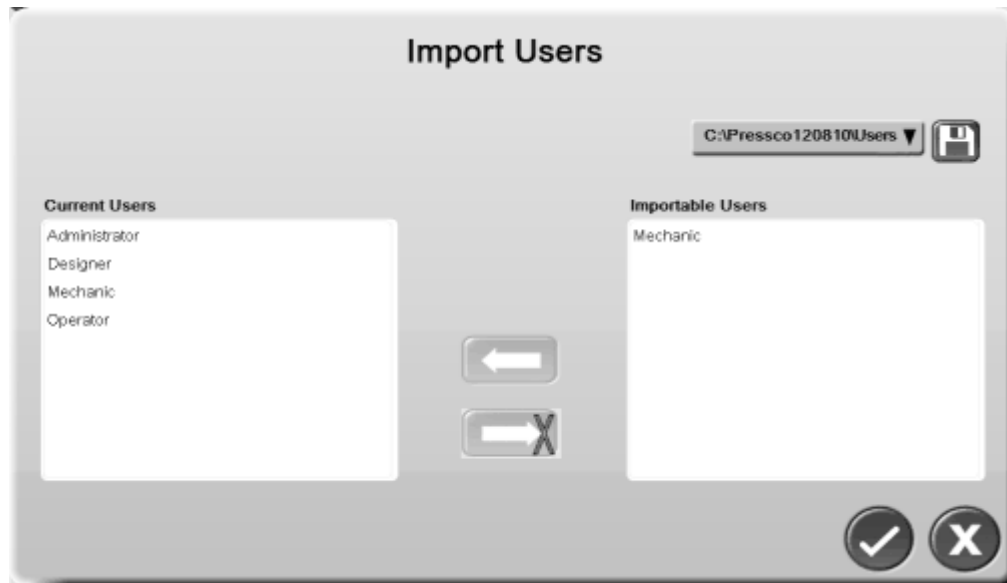 Import Users
C:\Pressco120810\Users
Current Users
Administrator
Designer
Mechanic
Operator
Importable Users
Mechanic